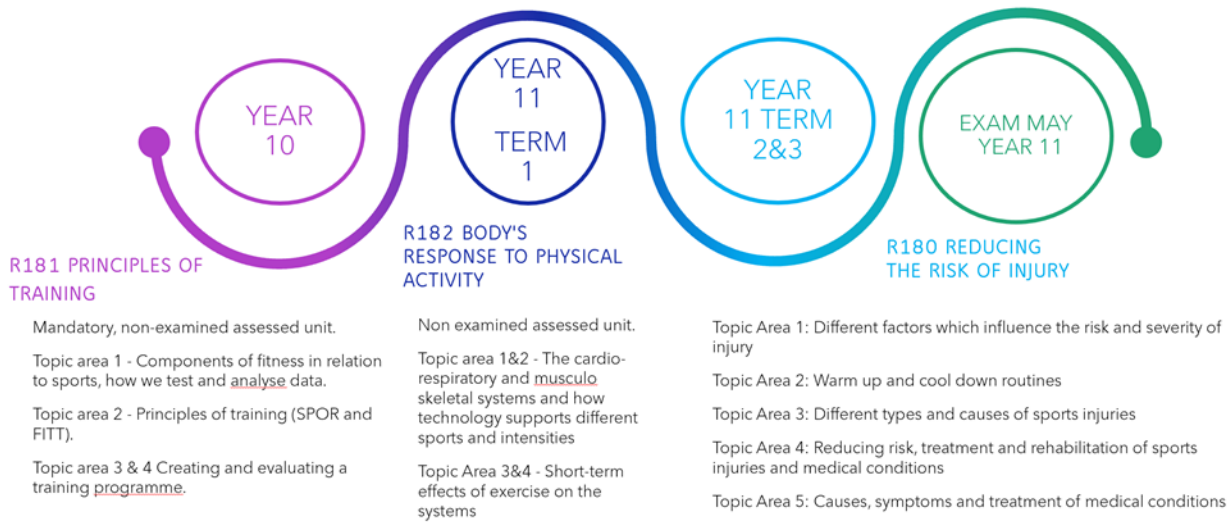 YEAR
10
YEAR
11
TERM
1
YEAR
11 TERM
2&3
EXAM MAY
YEAR 11
R181 PRINCIPLES OF
TRAINING
Mandatory, non-examined assessed unit.
Topic area 1 - Components of fitness in relation
to sports, how we test and analyse data.
Topic area 2 - Principles of training (SPOR and
FITT).
Topic area 3 & 4 Creating and evaluating a
training programme.
R182 BODY'S
RESPONSE TO PHYSICAL
ACTIVITY
Non examined assessed unit.
Topic area 1&2 - The cardio-
respiratory and musculo
skeletal systems and how
technology supports different
sports and intensities
Topic Area 3&4 - Short-term
effects of exercise on the
systems
R180 REDUCING
THE RISK OF INJURY
Topic Area 1: Different factors which influence the risk and severity of
injury
Topic Area 2: Warm up and cool down routines
Topic Area 3: Different types and causes of sports injuries
Topic Area 4: Reducing risk, treatment and rehabilitation of sports
injuries and medical conditions
Topic Area 5: Causes, symptoms and treatment of medical conditions